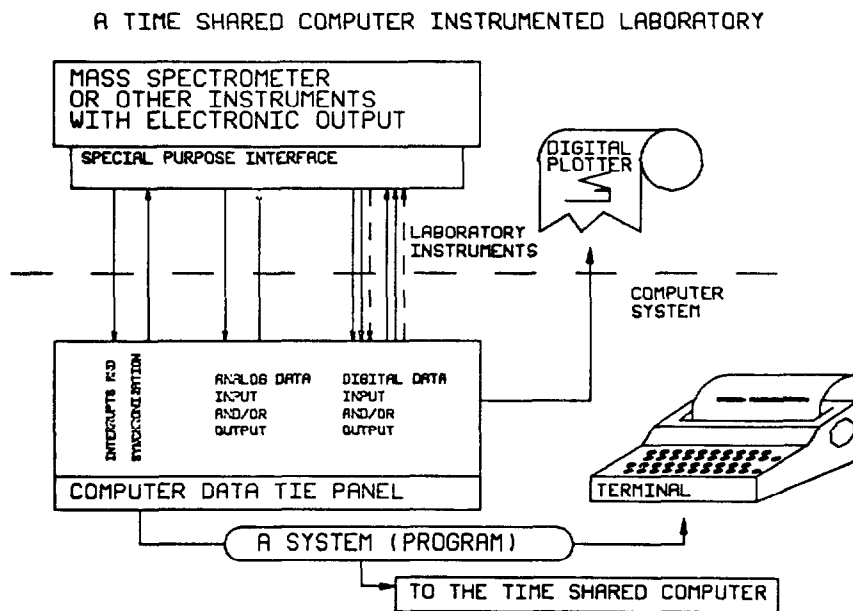 A TIME SHARED COMPUTER INSTRUMENTED LABORATORY
MASS SPECTROMETER
OR OTHER INSTRUMENTS
WITH ELECTRONIC OUTPUT
SPECIAL PURPOSE INTERFACE
DIGITAL
PLOTTER
LABORATORY
INSTRUMENTS
COMPUTER
SYSTEM
INTERRUPTS AND
SYNCHRONIZATION
ANALOG DATA
INPUT
AND/OR
OUTPUT
DIGITAL DATA
INPUT
AND/OR
OUTPUT
COMPUTER DATA TIE PANEL
TERMINAL
A SYSTEM (PROGRAM)
TO THE TIME SHARED COMPUTER